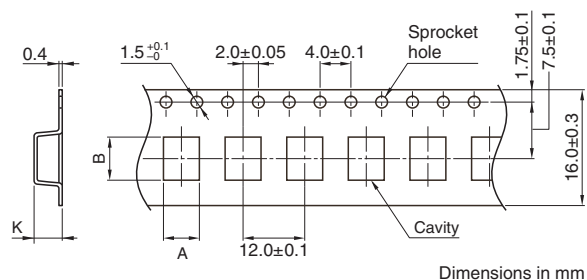 0.4
1.5 +0.1 −0
2.0±0.05
4.0±0.1
Sprocket
hole
1.75±0.1
7.5±0.1
16.0±0.3
B
K
A
12.0±0.1
Cavity
Dimensions in mm